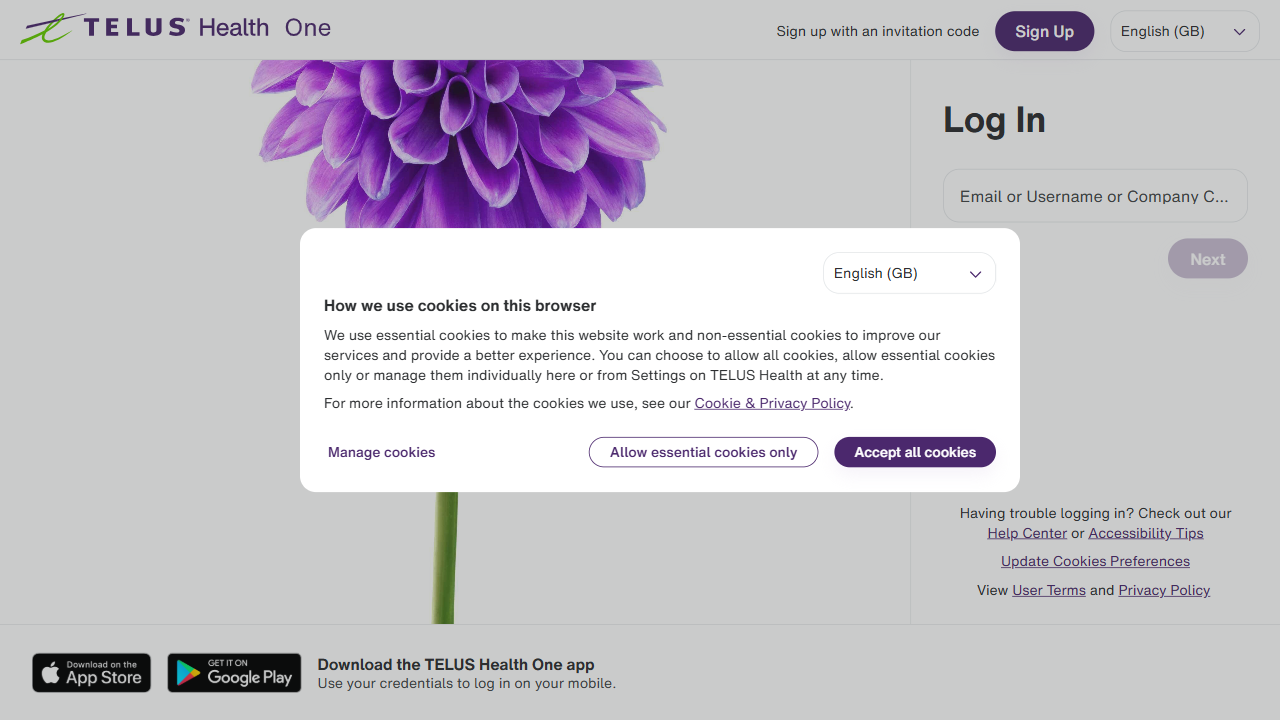 TELUS Health One
Sign up with an invitation code
Sign Up
English (GB)
Log In
Email or Username or Company C...
Next
English (GB)
How we use cookies on this browser
We use essential cookies to make this website work and non-essential cookies to improve our
services and provide a better experience. You can choose to allow all cookies, allow essential cookies
only or manage them individually here or from Settings on TELUS Health at any time.
For more information about the cookies we use, see our Cookie & Privacy Policy.
Manage cookies
Allow essential cookies only
Accept all cookies
Having trouble logging in? Check out our
Help Center or Accessibility Tips
Update Cookies Preferences
View User Terms and Privacy Policy
Download on the
App Store
GET IT ON
Google Play
Download the TELUS Health One app
Use your credentials to log in on your mobile.